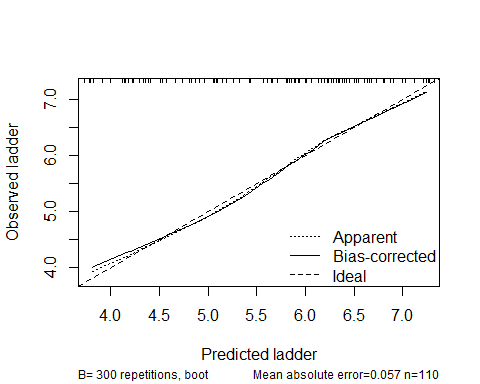 Observed ladder
7.0
6.0
5.0
4.0
Apparent
Bias-corrected
Ideal
4.0 4.5 5.0 5.5 6.0 6.5 7.0
Predicted ladder
B= 300 repetitions, boot Mean absolute error=0.057 n=110